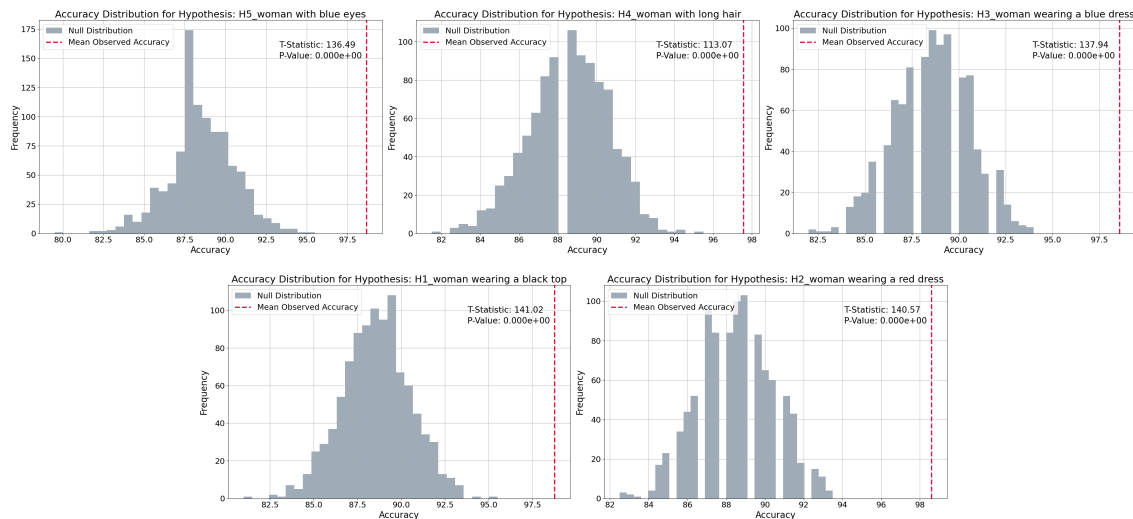 Accuracy Distribution for Hypothesis: H5_woman with blue eyes
Null Distribution
Mean Observed Accuracy
T-Statistic: 136.49
P-Value: 0.000e+00
175
150
125
100
75
50
25
0
Frequency
80.0 82.5 85.0 87.5 90.0 92.5 95.0 97.5
Accuracy
Accuracy Distribution for Hypothesis: H4_woman with long hair
Null Distribution
Mean Observed Accuracy
T-Statistic: 113.07
P-Value: 0.000e+00
100
80
60
40
20
0
Frequency
82 84 86 88 90 92 94 96 98
Accuracy
Accuracy Distribution for Hypothesis: H3_woman wearing a blue dress
Null Distribution
Mean Observed Accuracy
T-Statistic: 137.94
P-Value: 0.000e+00
100
80
60
40
20
0
Frequency
82.5 85.0 87.5 90.0 92.5 95.0 97.5
Accuracy
Accuracy Distribution for Hypothesis: H1_woman wearing a black top
Null Distribution
Mean Observed Accuracy
T-Statistic: 141.02
P-Value: 0.000e+00
100
80
60
40
20
0
Frequency
82.5 85.0 87.5 90.0 92.5 95.0 97.5
Accuracy
Accuracy Distribution for Hypothesis: H2_woman wearing a red dress
Null Distribution
Mean Observed Accuracy
T-Statistic: 140.57
P-Value: 0.000e+00
100
80
60
40
20
0
Frequency
82 84 86 88 90 92 94 96 98
Accuracy